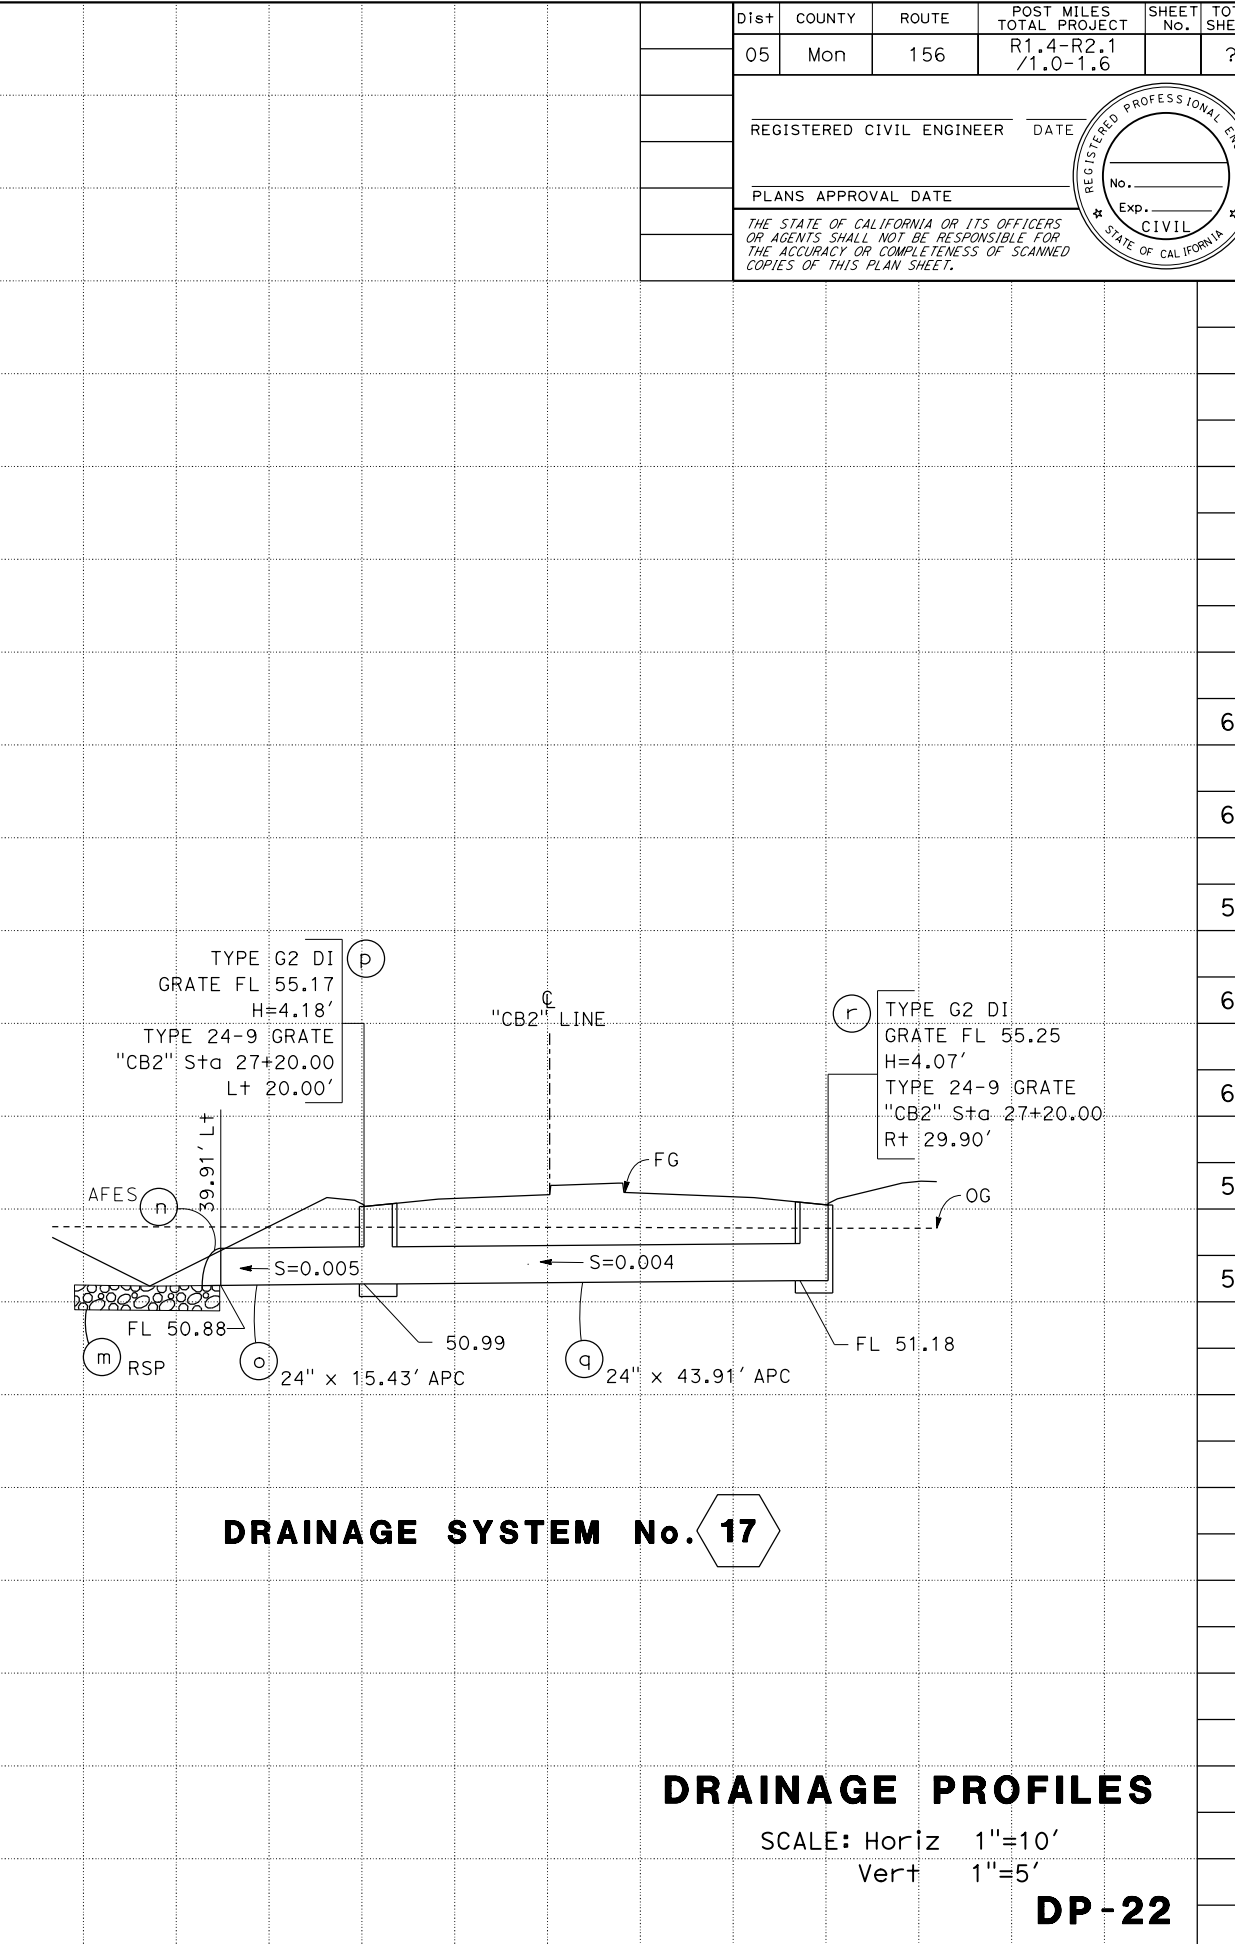 Dist COUNTY ROUTE POST MILES TOTAL PROJECT SHEET No.
05 Mon 156 R1.4-R2.1 /1.0-1.6 ?
REGISTERED CIVIL ENGINEER DATE
PLANS APPROVAL DATE
THE STATE OF CALIFORNIA OR ITS OFFICERS
OR AGENTS SHALL NOT BE RESPONSIBLE FOR
THE ACCURACY OR COMPLETENESS OF SCANNED
COPIES OF THIS PLAN SHEET.
REGISTERED PROFESSIONAL
No.
Exp.
CIVIL
STATE OF CALIFORNIA
6
6
5
6
6
5
5
TYPE G2 DI
GRATE FL 55.17
H=4.18'
TYPE 24-9 GRATE
"CB2" Sta 27+20.00
Lt 20.00'
p
℄
"CB2" LINE
r
TYPE G2 DI
GRATE FL 55.25
H=4.07'
TYPE 24-9 GRATE
"CB2" Sta 27+20.00
Rt 29.90'
39.91' Lt
AFES
n
FG
OG
S=0.005
S=0.004
FL 50.88
50.99
FL 51.18
m
RSP
o
24" x 15.43' APC
q
24" x 43.91' APC
DRAINAGE SYSTEM No. 17
DRAINAGE PROFILES
SCALE: Horiz 1"=10'
Vert 1"=5'
DP-22